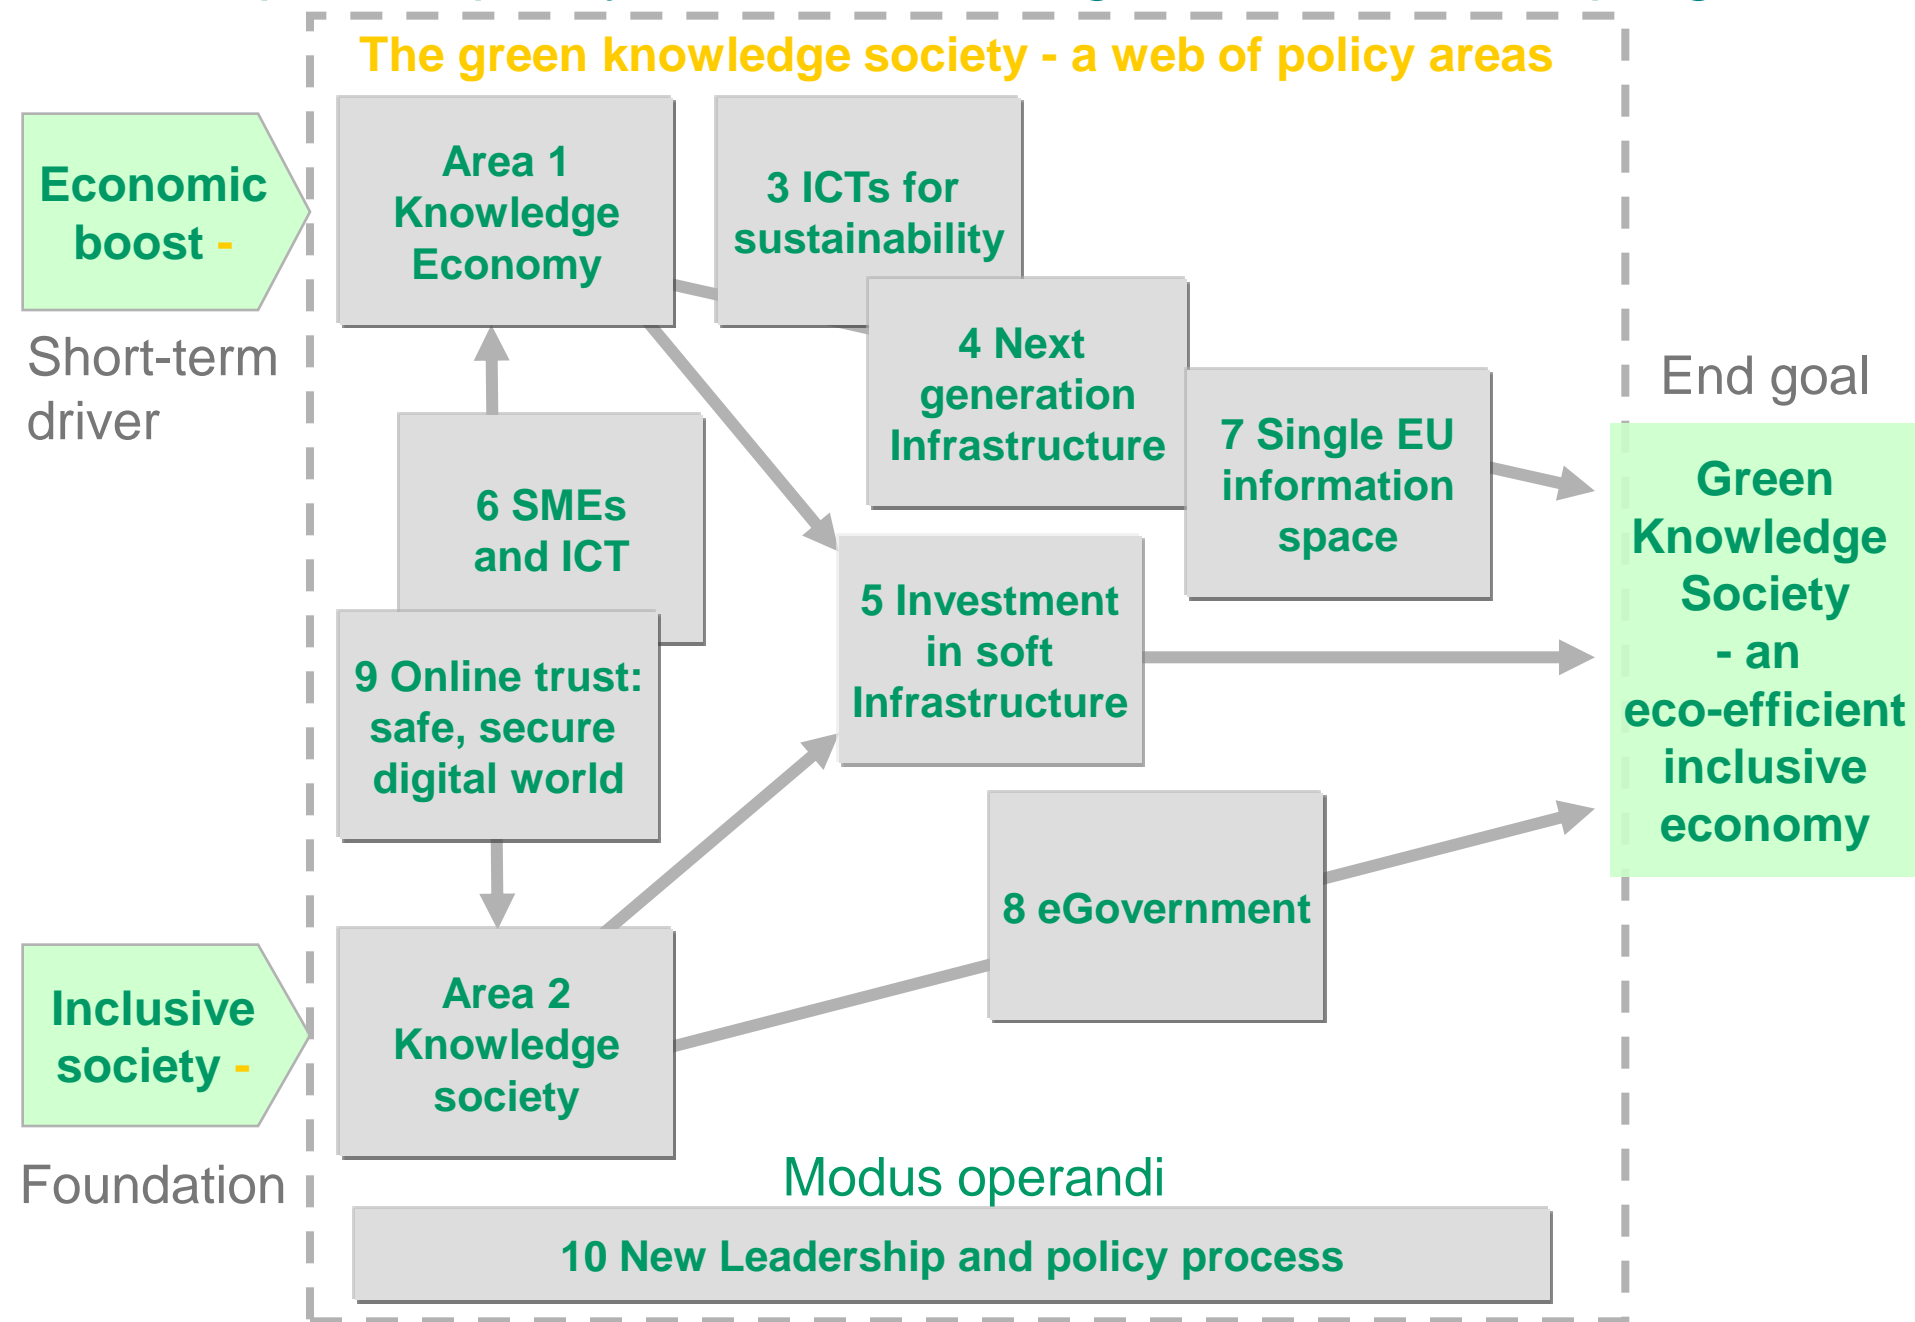 The green knowledge society - a web of policy areas
Economic
boost -
Short-term
driver
Area 1
Knowledge
Economy
3 ICTs for
sustainability
4 Next
generation
Infrastructure
7 Single EU
information
space
6 SMEs
and ICT
9 Online trust:
safe, secure
digital world
5 Investment
in soft
Infrastructure
8 eGovernment
End goal
Green
Knowledge
Society
- an
eco-efficient
inclusive
economy
Inclusive
society -
Foundation
Area 2
Knowledge
society
Modus operandi
10 New Leadership and policy process